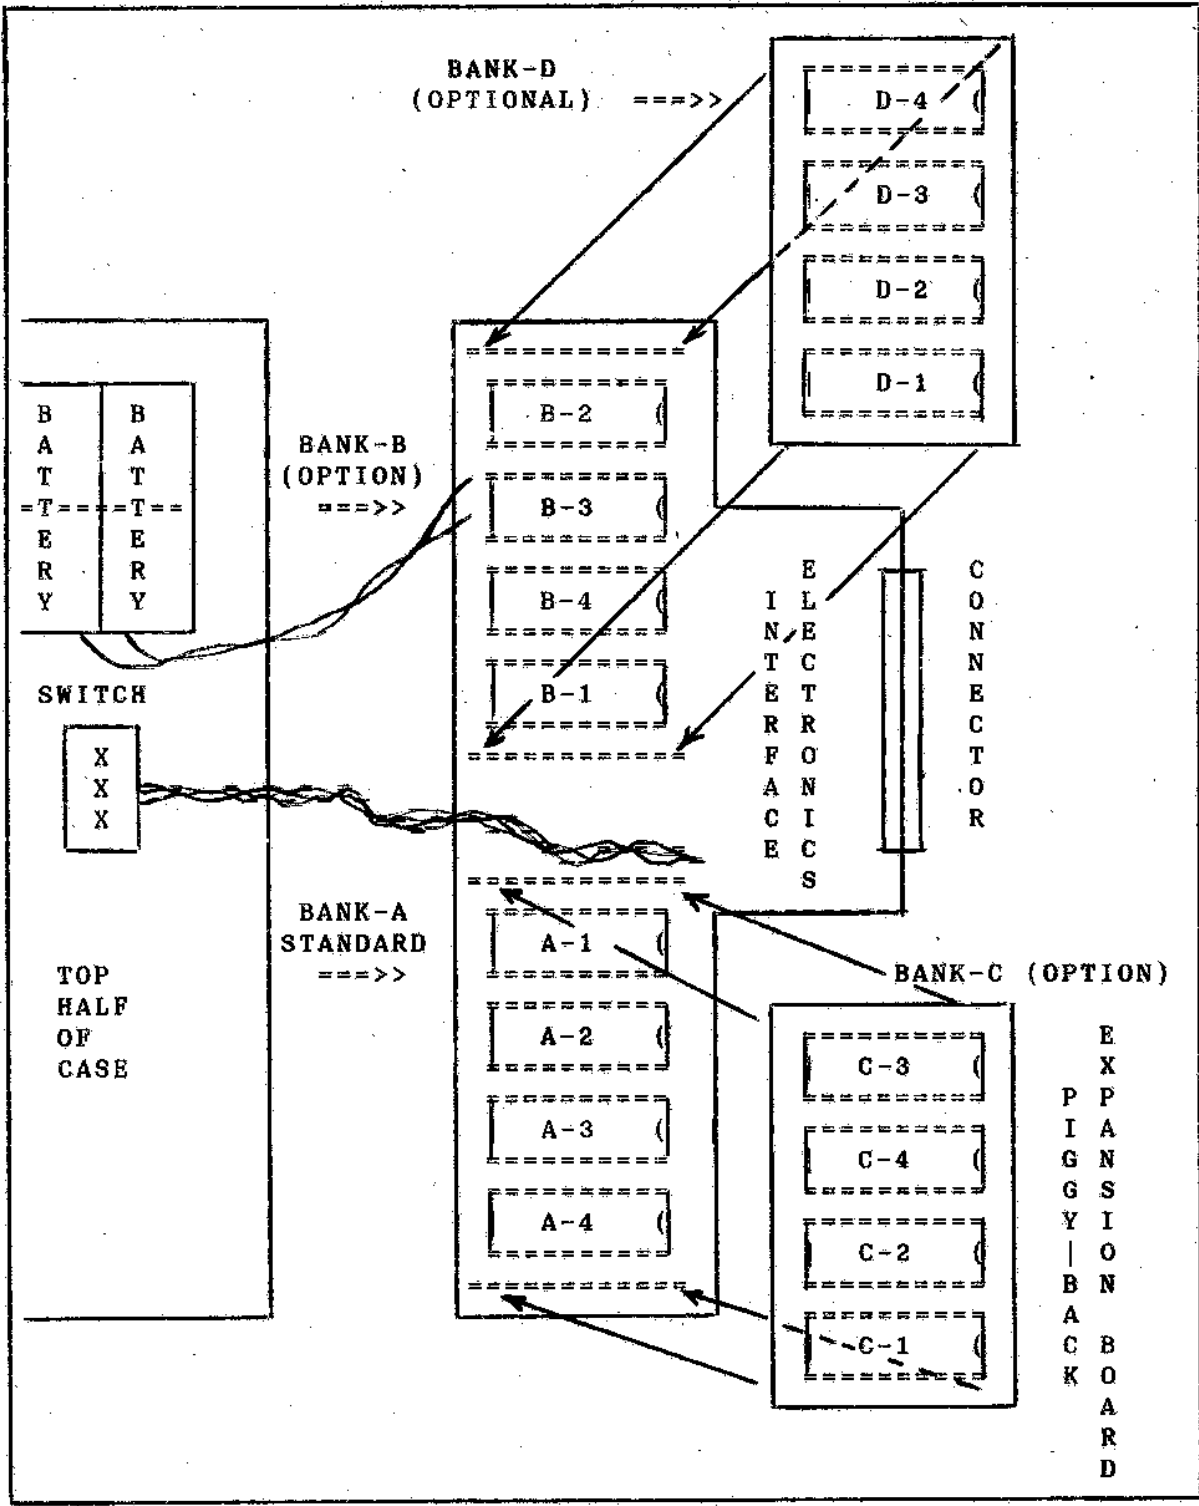 BANK-D
(OPTIONAL) ===>>
D-4
D-3
D-2
D-1
BATTERY
BATTERY
BANK-B
(OPTION)
===>>
B-2
B-3
B-4
B-1
INTERFACE
ELECTRONICS
CONNECTOR
SWITCH
X
X
X
BANK-A
STANDARD
===>>
A-1
A-2
A-3
A-4
TOP
HALF
OF
CASE
BANK-C (OPTION)
C-3
C-4
C-2
C-1
PIGGY|BACK
EXPANSION BOARD